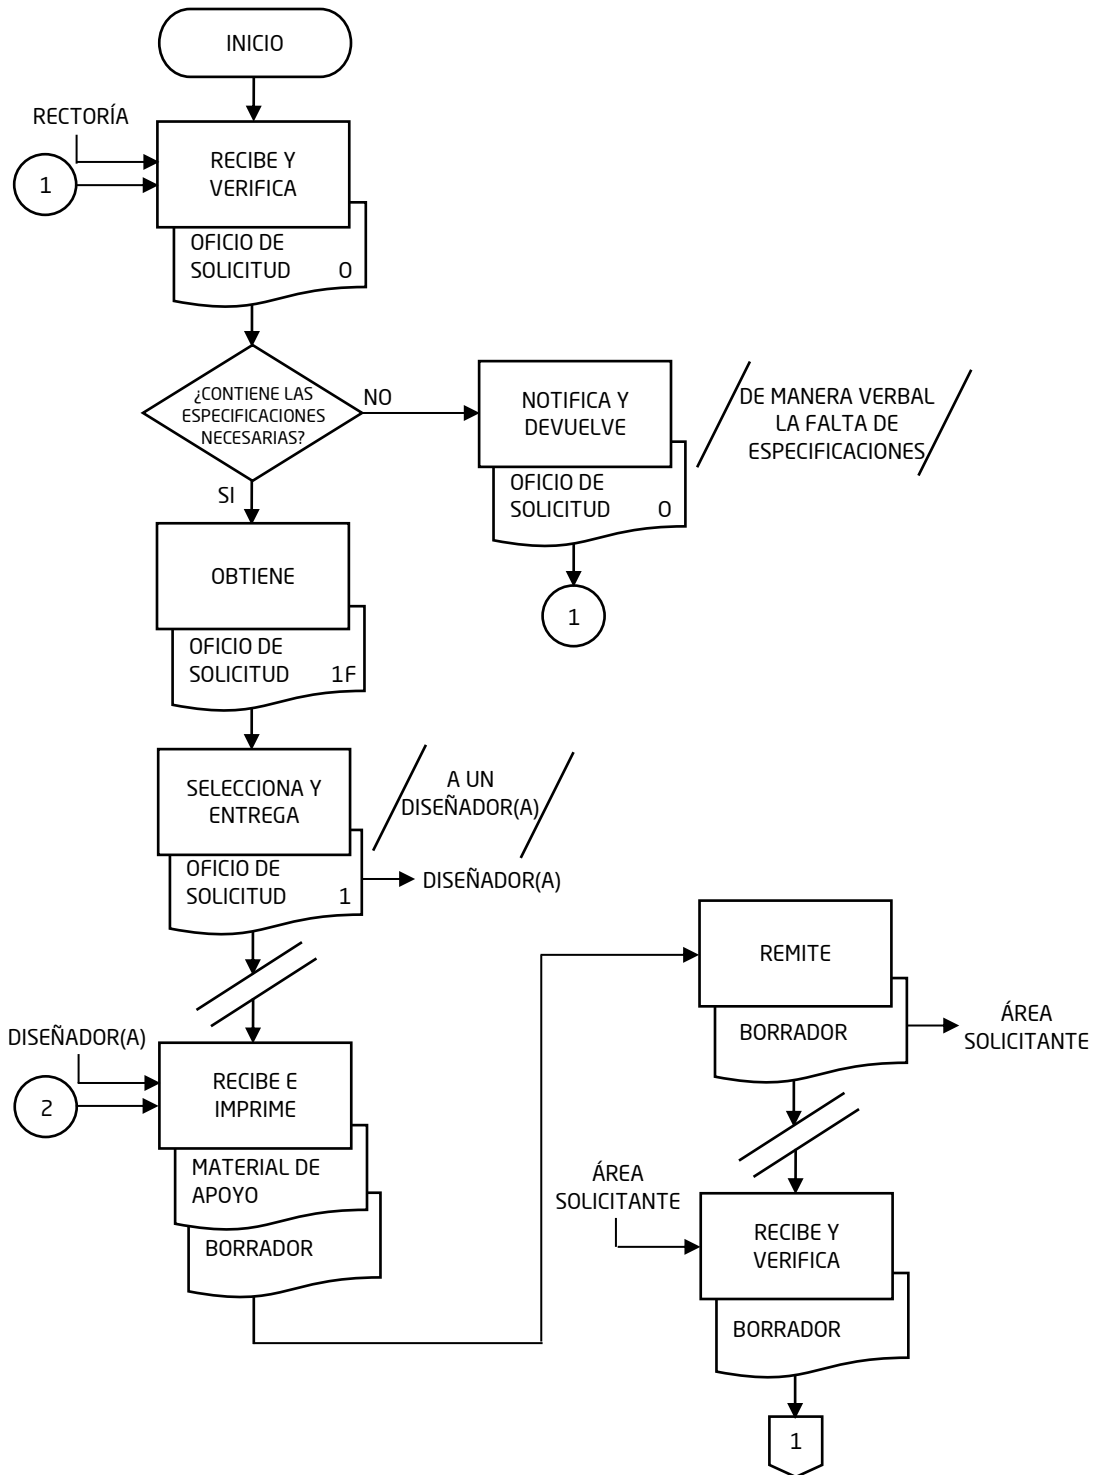 INICIO
RECTORÍA
1
RECIBE Y
VERIFICA
OFICIO DE
SOLICITUD 0
¿CONTIENE LAS
ESPECIFICACIONES
NECESARIAS?
NO
NOTIFICA Y
DEVUELVE
OFICIO DE
SOLICITUD 0
DE MANERA VERBAL
LA FALTA DE
ESPECIFICACIONES
1
SI
OBTIENE
OFICIO DE
SOLICITUD 1F
SELECCIONA Y
ENTREGA
OFICIO DE
SOLICITUD 1
A UN
DISEÑADOR(A)
DISEÑADOR(A)
DISEÑADOR(A)
2
RECIBE E
IMPRIME
MATERIAL DE
APOYO
BORRADOR
REMITE
BORRADOR
ÁREA
SOLICITANTE
ÁREA
SOLICITANTE
RECIBE Y
VERIFICA
BORRADOR
1